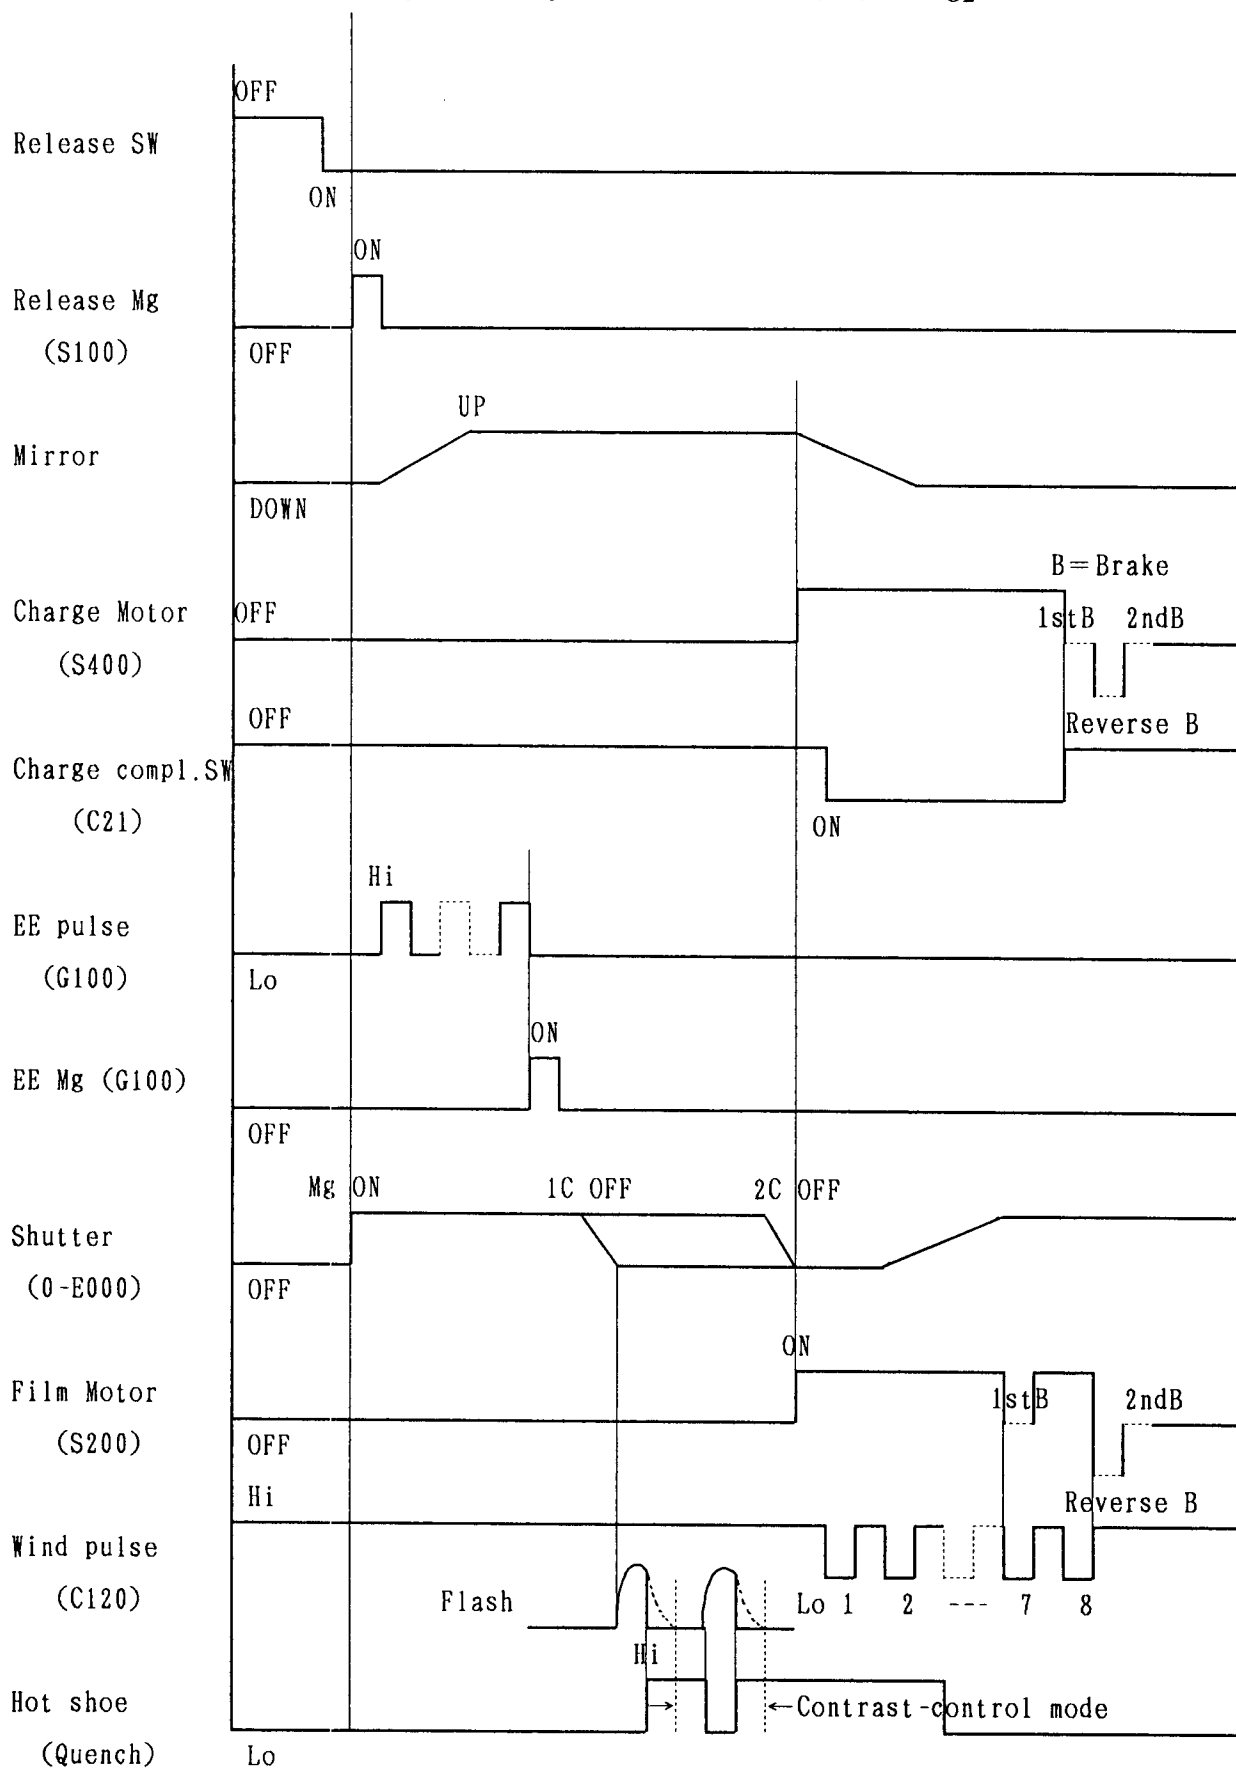 OFF
Release SW
ON
ON
Release Mg
(S100)
OFF
UP
Mirror
DOWN
B=Brake
Charge Motor
OFF
1stB 2ndB
(S400)
OFF
Reverse B
Charge compl.SW
(C21)
ON
Hi
EE pulse
(G100)
Lo
ON
EE Mg (G100)
OFF
Mg ON
1C OFF
2C OFF
Shutter
(0-E000)
OFF
ON
Film Motor
1stB
2ndB
(S200)
OFF
Hi
Reverse B
Wind pulse
(C120)
Flash
Lo 1 2 --- 7 8
Hi
Hot shoe
→ ←Contrast-control mode
(Quench)
Lo